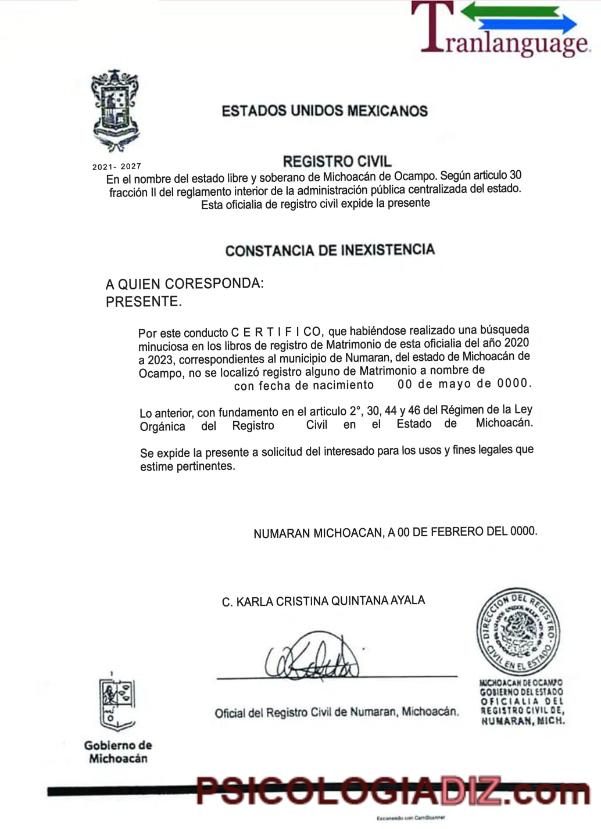 Tranlanguage
ESTADOS UNIDOS MEXICANOS
2021- 2027
REGISTRO CIVIL
En el nombre del estado libre y soberano de Michoacán de Ocampo. Según articulo 30
fracción II del reglamento interior de la administración pública centralizada del estado.
Esta oficialia de registro civil expide la presente
CONSTANCIA DE INEXISTENCIA
A QUIEN CORESPONDA:
PRESENTE.
Por este conducto C E R T I F I C O, que habiéndose realizado una búsqueda
minuciosa en los libros de registro de Matrimonio de esta oficialia del año 2020
a 2023, correspondientes al municipio de Numaran, del estado de Michoacán de
Ocampo, no se localizó registro alguno de Matrimonio a nombre de
con fecha de nacimiento 00 de mayo de 0000.
Lo anterior, con fundamento en el articulo 2°, 30, 44 y 46 del Régimen de la Ley
Orgánica del Registro Civil en el Estado de Michoacán.
Se expide la presente a solicitud del interesado para los usos y fines legales que
estime pertinentes.
NUMARAN MICHOACAN, A 00 DE FEBRERO DEL 0000.
C. KARLA CRISTINA QUINTANA AYALA
Oficial del Registro Civil de Numaran, Michoacán.
DIRECCIÓN DEL REGISTRO
CIVIL EN EL ESTADO
MICHOACAN DE OCAMPO
GOBIERNO DEL ESTADO
OFICIALIA DEL
REGISTRO CIVIL DE,
NUMARAN, MICH.
Gobierno de
Michoacán
PSICOLOGIADIZ.com
Escaneado con CamScanner